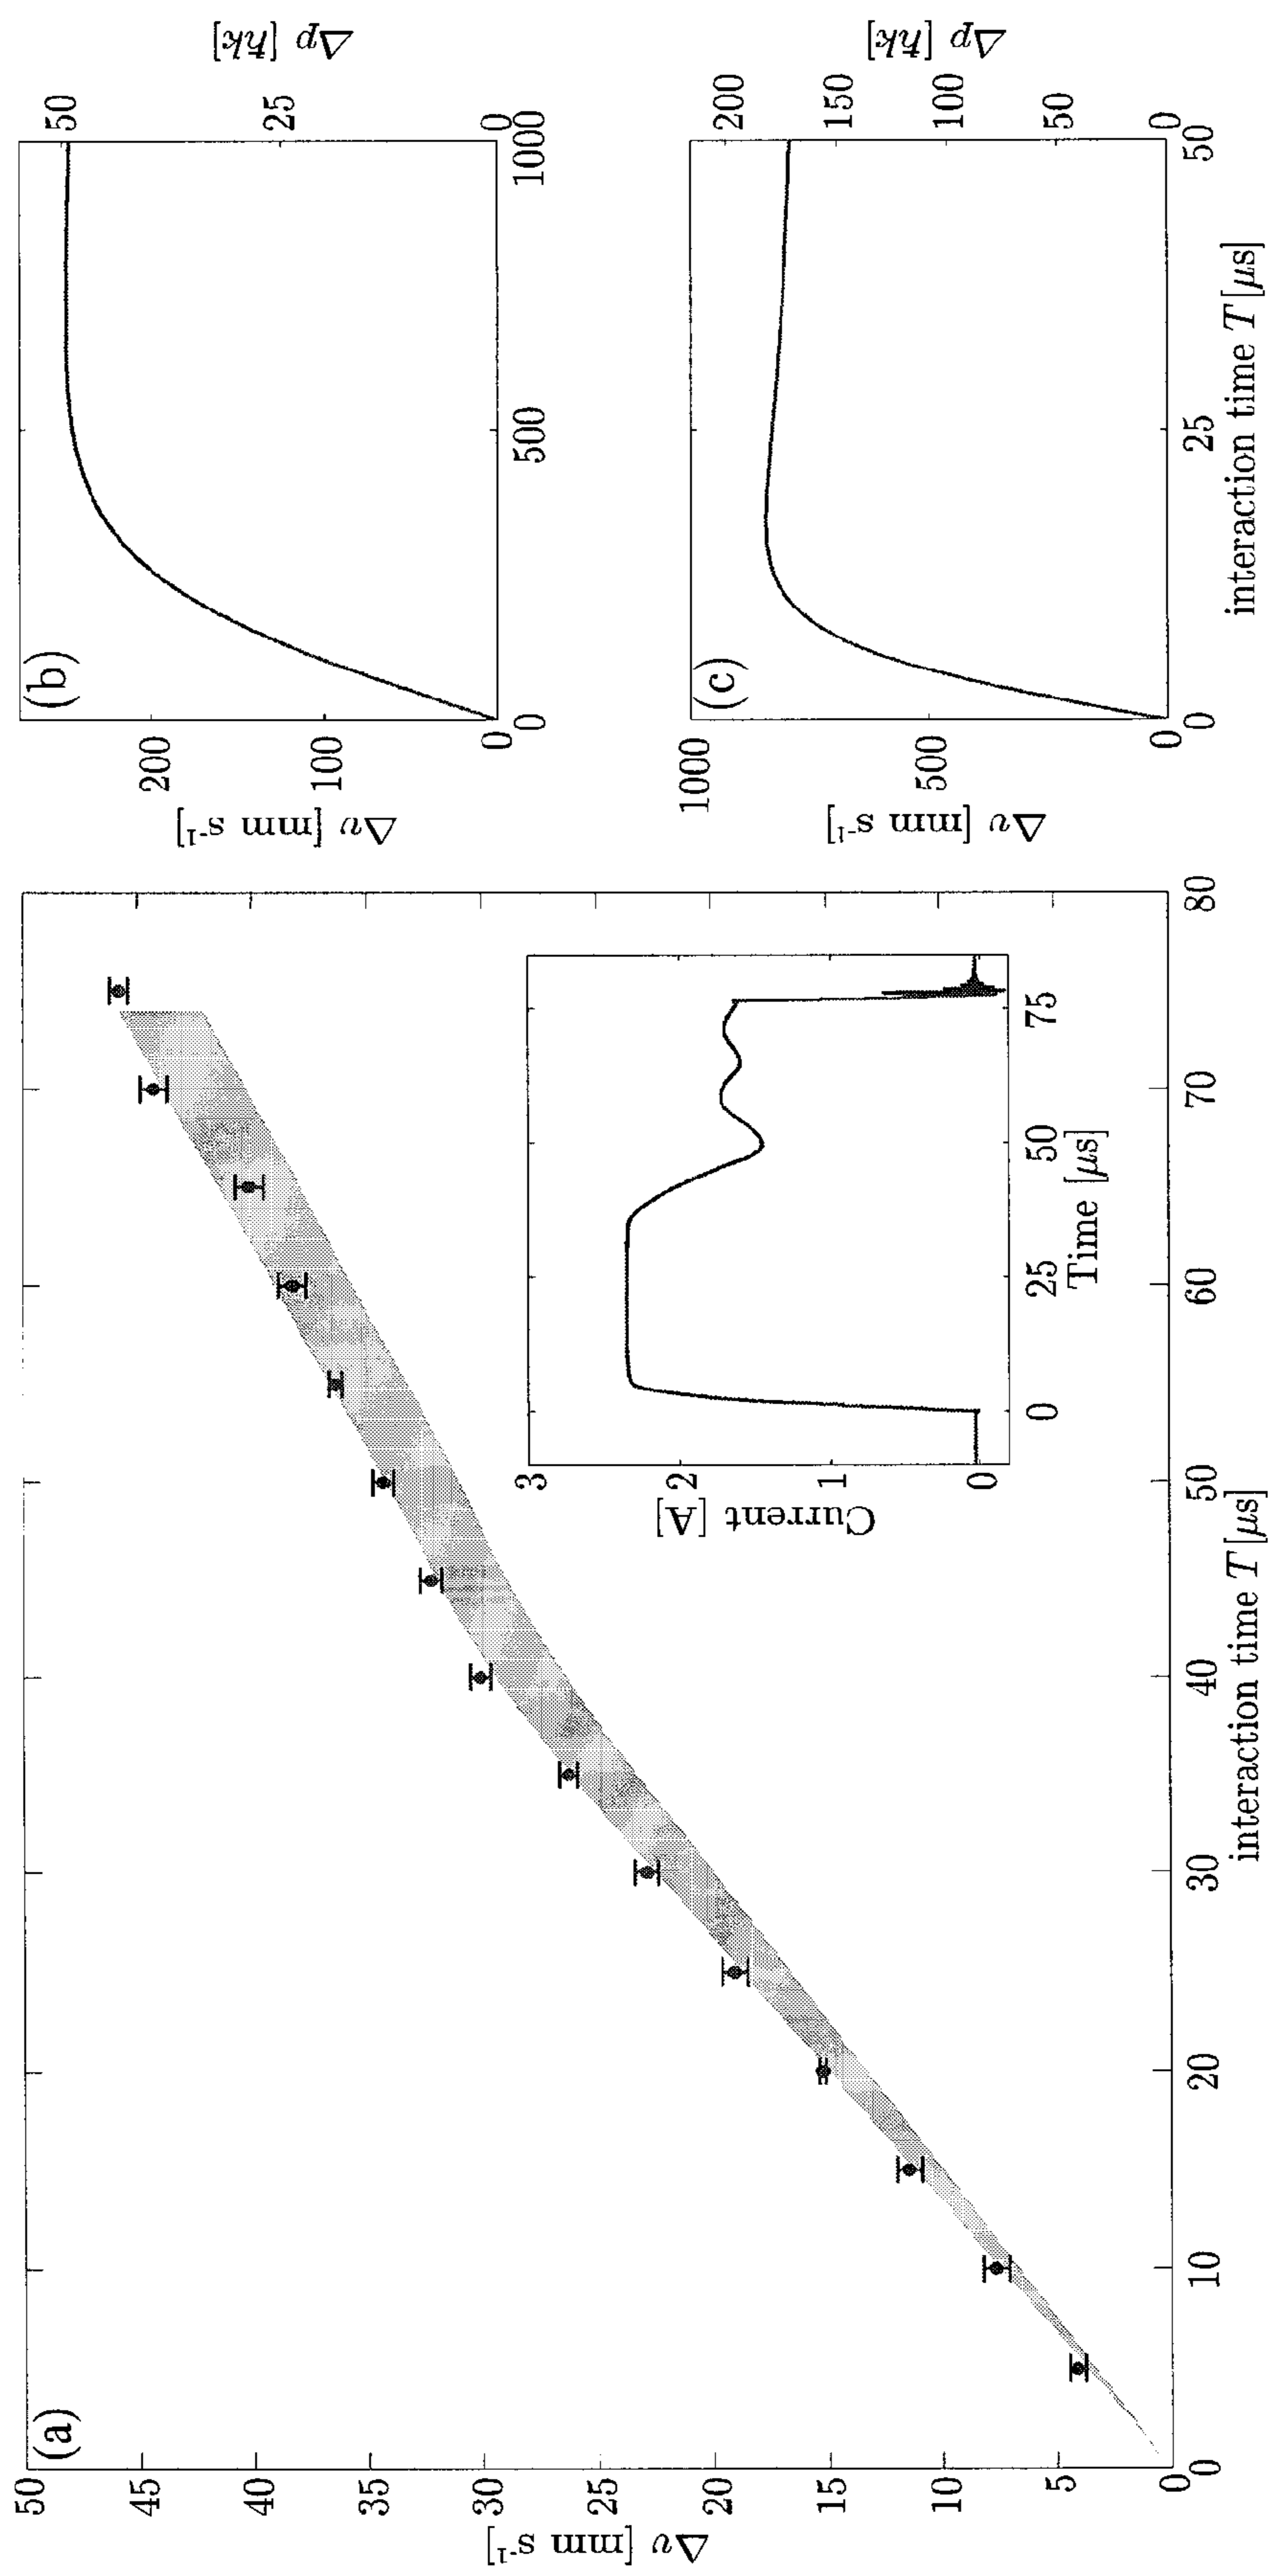 (a)
Δv [mm s⁻¹]
50
45
40
35
30
25
20
15
10
5
0
0 10 20 30 40 50 60 70 80
interaction time T [μs]
Current [A]
3
2
1
0
0 25 50 75
Time [μs]
(b)
Δv [mm s⁻¹]
200
100
0
0 500 1000
50
25
0
Δp [ħk]
(c)
Δv [mm s⁻¹]
1000
500
0
0 25 50
interaction time T [μs]
200
150
100
50
0
Δp [ħk]